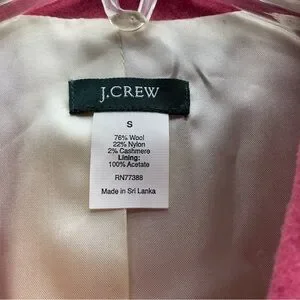 J.CREW
S
76% Wool
22% Nylon
2% Cashmere
Lining:
100% Acetate
RN77388
Made in Sri Lanka